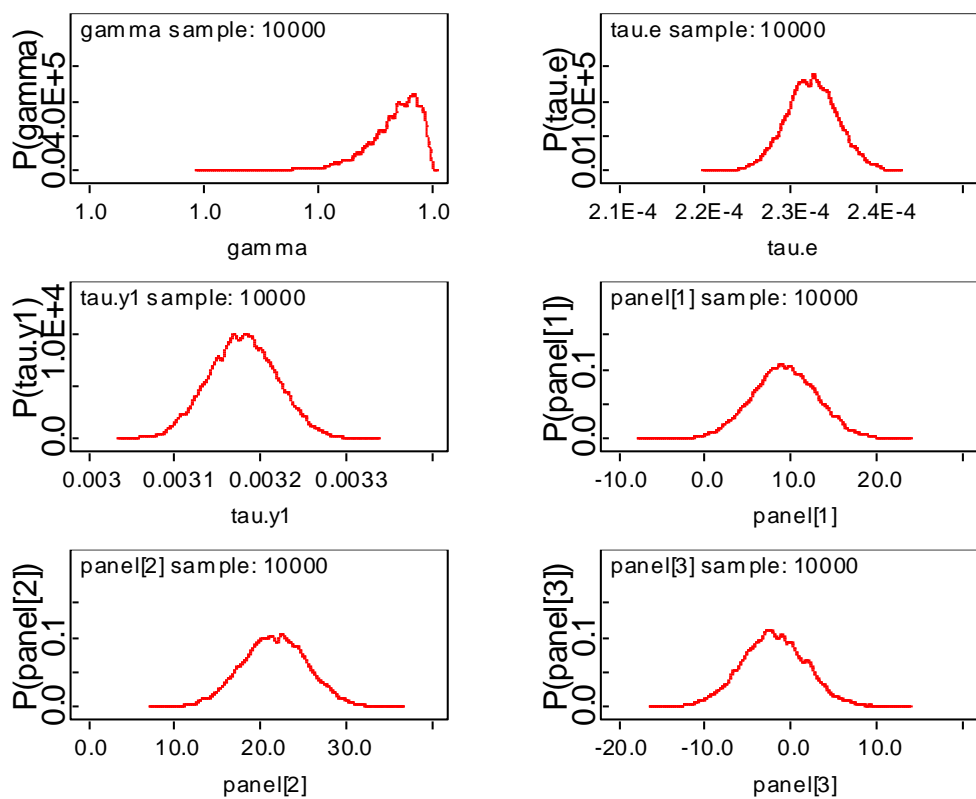 gamma sample: 10000
P(gamma)
0.0 4.0E+5
1.0 1.0 1.0 1.0
gamma
tau.e sample: 10000
P(tau.e)
0.0 1.0E+5
2.1E-4 2.2E-4 2.3E-4 2.4E-4
tau.e
tau.y1 sample: 10000
P(tau.y1)
0.0 1.0E+4
0.003 0.0031 0.0032 0.0033
tau.y1
panel[1] sample: 10000
P(panel[1])
0.0 0.1
-10.0 0.0 10.0 20.0
panel[1]
panel[2] sample: 10000
P(panel[2])
0.0 0.1
0.0 10.0 20.0 30.0
panel[2]
panel[3] sample: 10000
P(panel[3])
0.0 0.1
-20.0 -10.0 0.0 10.0
panel[3]